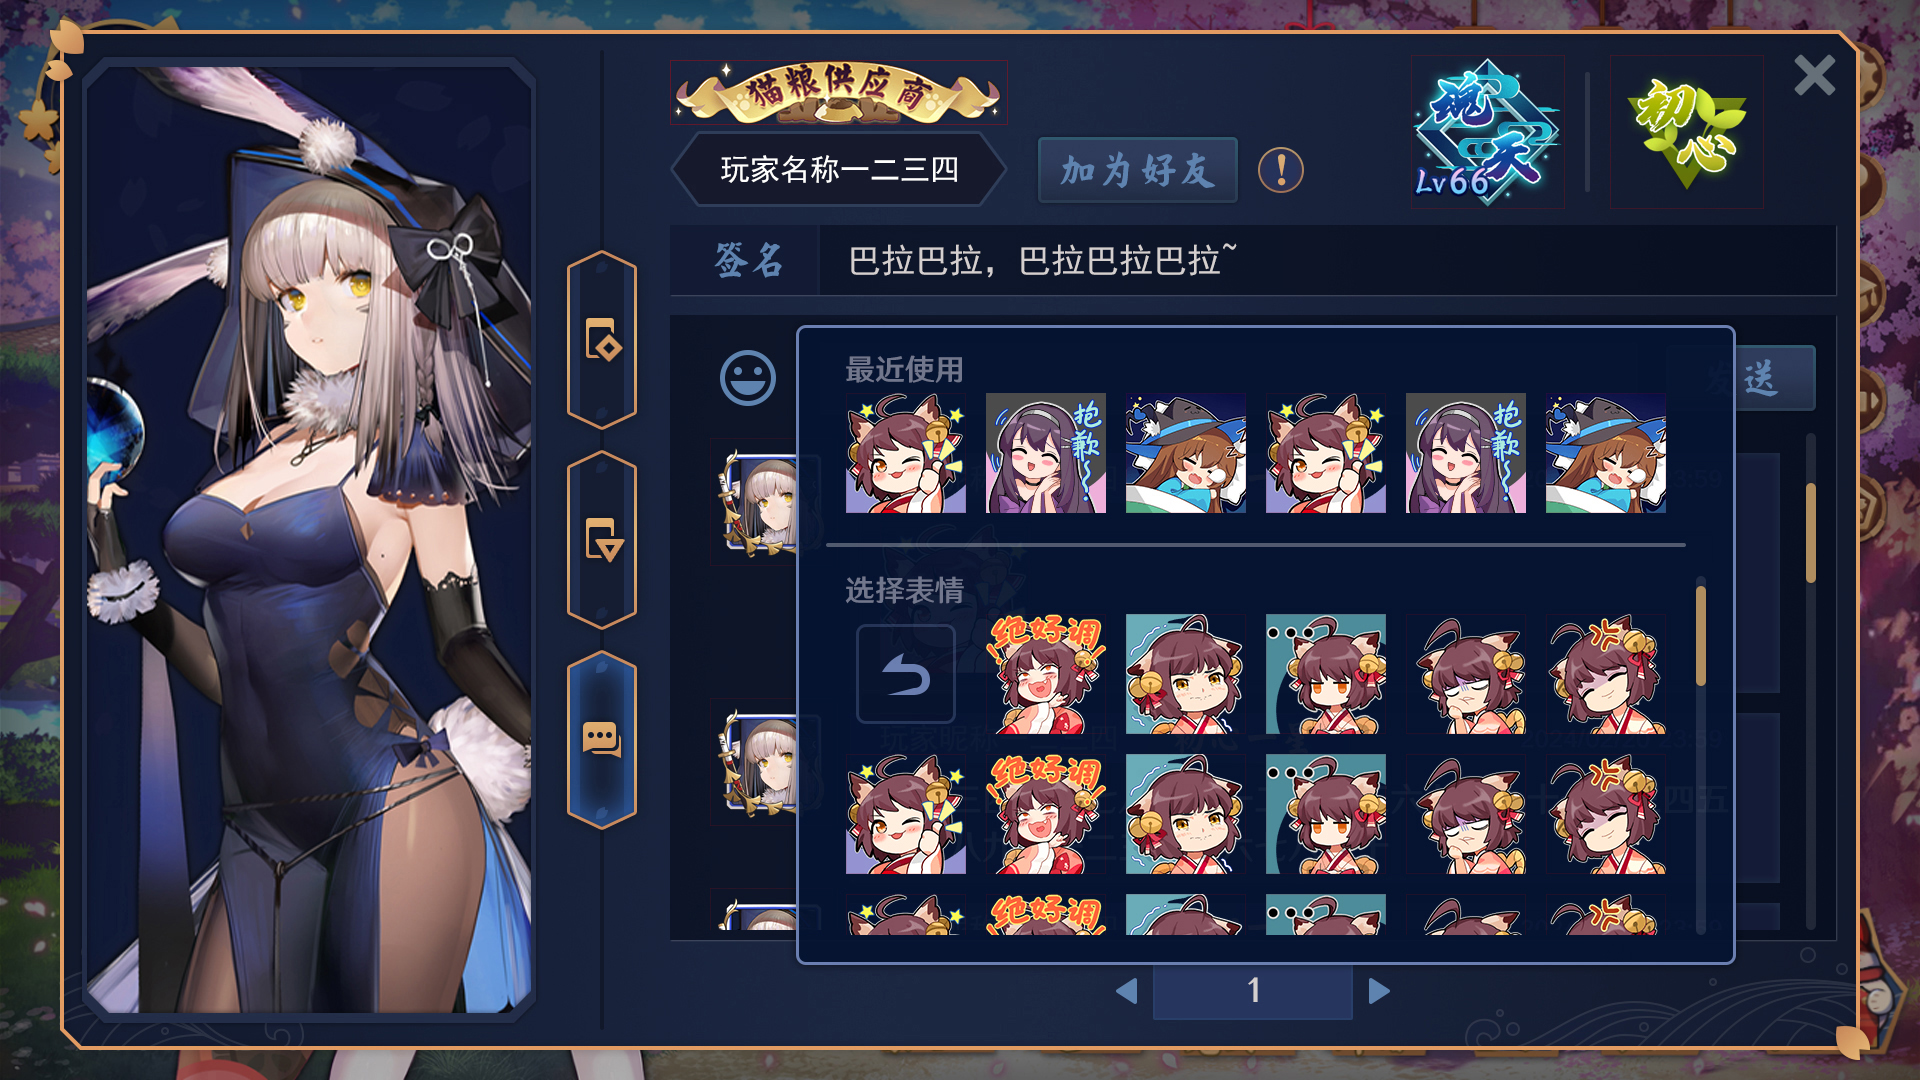 猫粮供应商
魂天
Lv66
初心
玩家名称一二三四
加为好友
!
签名
巴拉巴拉，巴拉巴拉巴拉~
最近使用
送
抱歉~
抱歉~
选择表情
绝好调
绝好调
绝好调
1